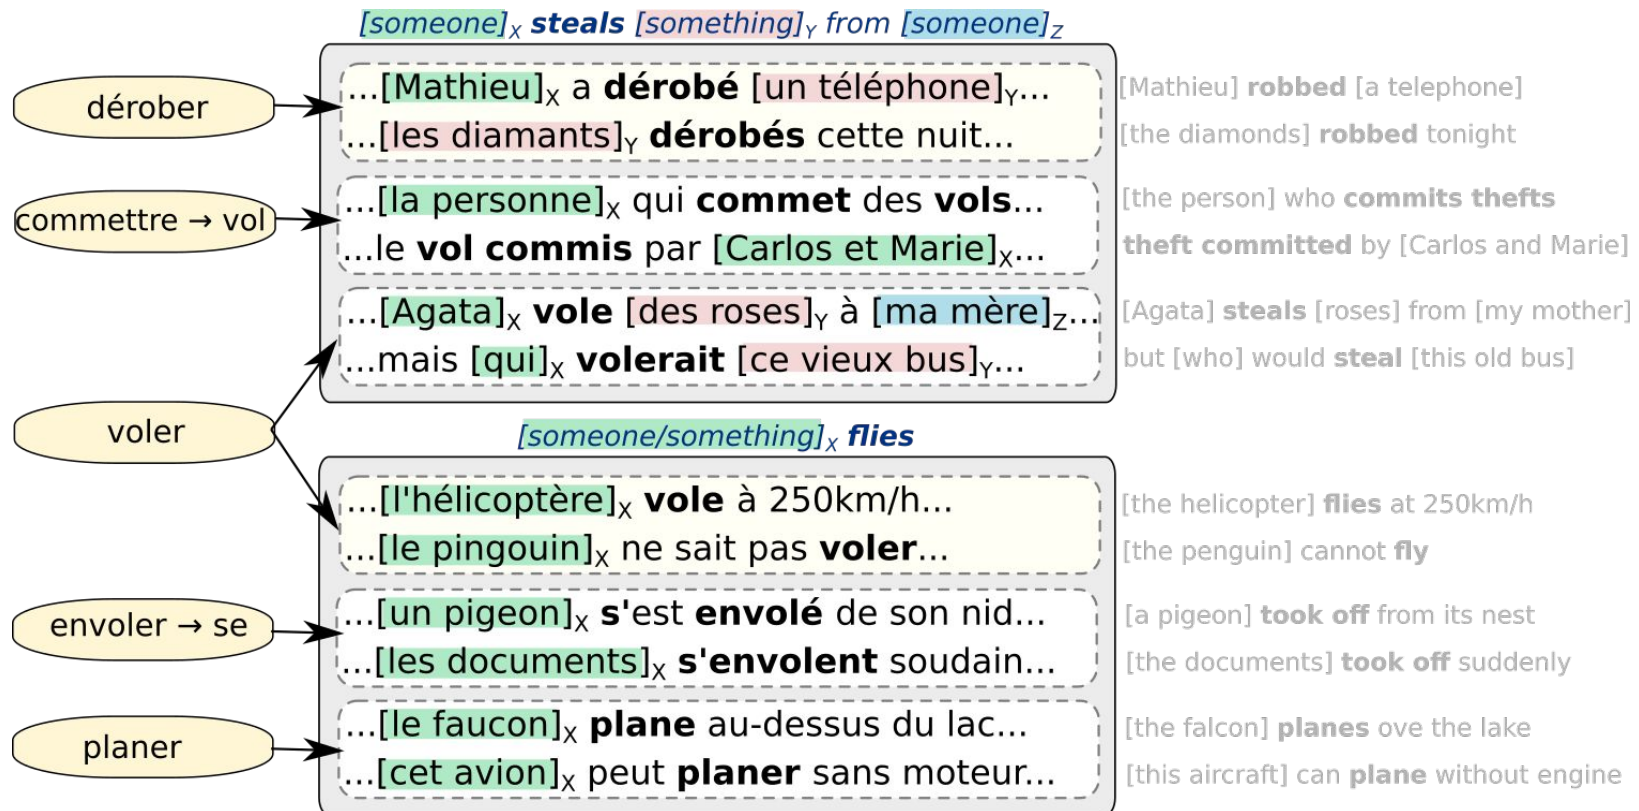 [someone]X steals [something]Y from [someone]Z
dérober
...[Mathieu]X a dérobé [un téléphone]Y...
[Mathieu] robbed [a telephone]
...[les diamants]Y dérobés cette nuit...
[the diamonds] robbed tonight
commettre → vol
...[la personne]X qui commet des vols...
[the person] who commits thefts
...le vol commis par [Carlos et Marie]X...
theft committed by [Carlos and Marie]
...[Agata]X vole [des roses]Y à [ma mère]Z...
[Agata] steals [roses] from [my mother]
...mais [qui]X volerait [ce vieux bus]Y...
but [who] would steal [this old bus]
voler
[someone/something]X flies
...[l'hélicoptère]X vole à 250km/h...
[the helicopter] flies at 250km/h
...[le pingouin]X ne sait pas voler...
[the penguin] cannot fly
envoler → se
...[un pigeon]X s'est envolé de son nid...
[a pigeon] took off from its nest
...[les documents]X s'envolent soudain...
[the documents] took off suddenly
planer
...[le faucon]X plane au-dessus du lac...
[the falcon] planes ove the lake
...[cet avion]X peut planer sans moteur...
[this aircraft] can plane without engine